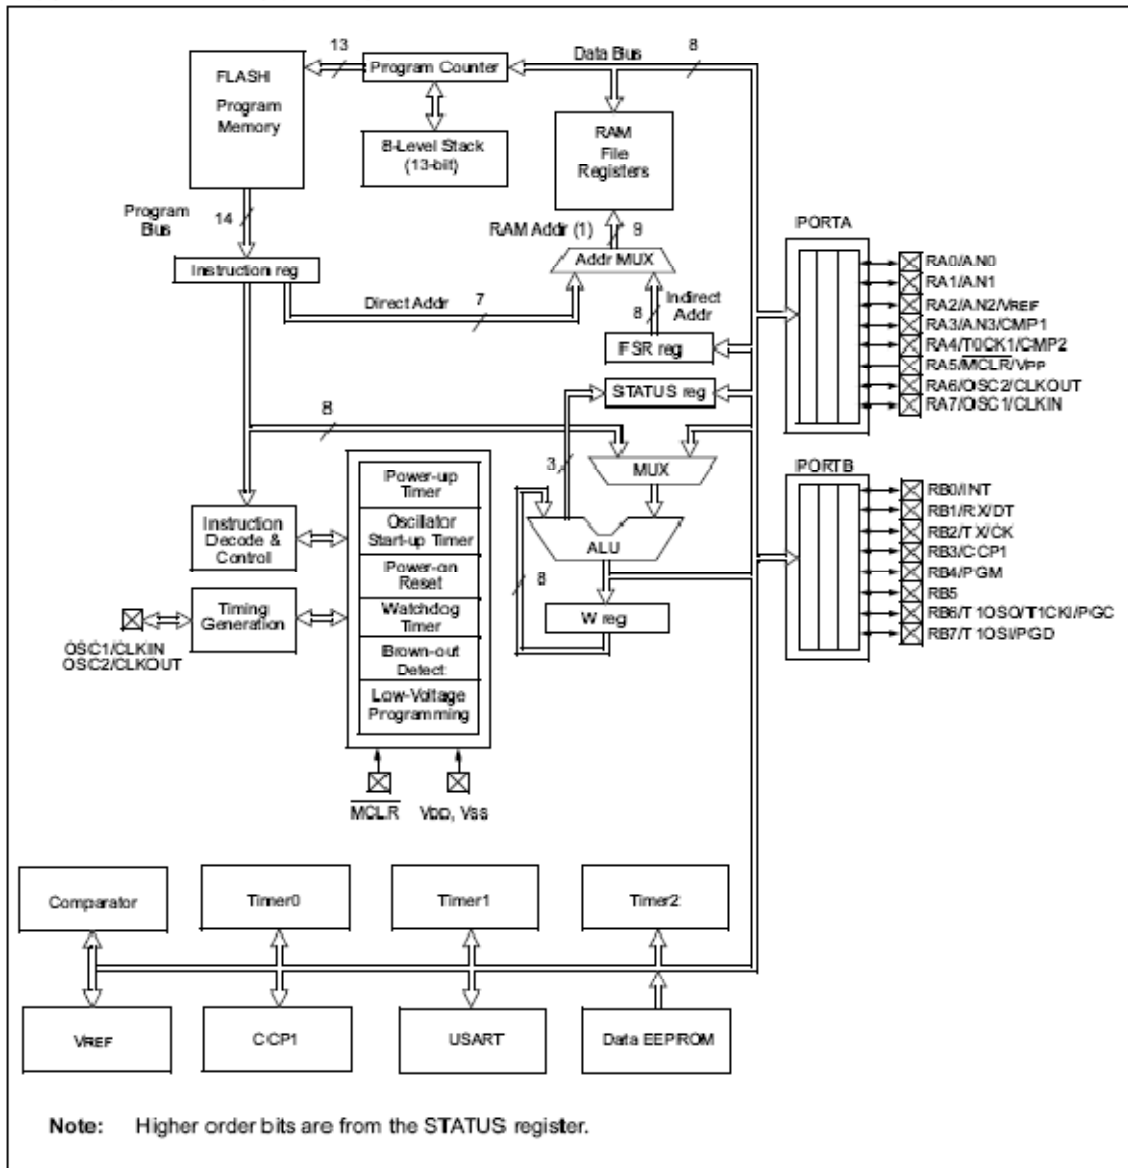 13
Data Bus
8
FLASH
Program
Memory
Program Counter
8-Level Stack
(13-bit)
RAM
File
Registers
Program
Bus
14
RAM Addr (1)
9
Addr MUX
Instruction reg
Direct Addr
7
Indirect
Addr
8
FSR reg
STATUS reg
8
3
MUX
ALU
8
W reg
Power-up
Timer
Oscillator
Start-up Timer
Power-on
Reset
Watchdog
Timer
Brown-out
Detect
Low-Voltage
Programming
Instruction
Decode &
Control
Timing
Generation
OSC1/CLKIN
OSC2/CLKOUT
MCLR
VDD, VSS
PORTA
RA0/AN0
RA1/AN1
RA2/AN2/VREF
RA3/AN3/CMP1
RA4/T0CK1/CMP2
RA5/MCLR/VPP
RA6/OSC2/CLKOUT
RA7/OSC1/CLKIN
PORTB
RB0/INT
RB1/RX/DT
RB2/TX/CK
RB3/CCP1
RB4/PGM
RB5
RB6/T1OSO/T1CKI/PGC
RB7/T1OSI/PGD
Comparator
Timer0
Timer1
Timer2
VREF
CCP1
USART
Data EEPROM
Note: Higher order bits are from the STATUS register.